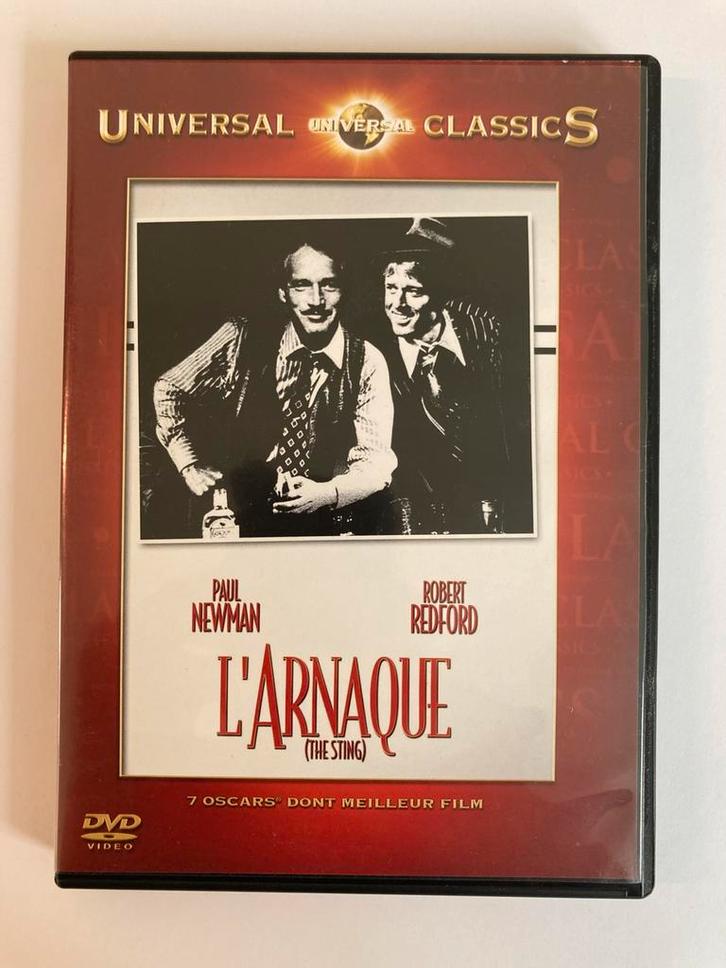 UNIVERSAL UNIVERSAL CLASSICS
PAUL NEWMAN
ROBERT REDFORD
L'ARNAQUE
(THE STING)
7 OSCARS® DONT MEILLEUR FILM
DVD
VIDEO